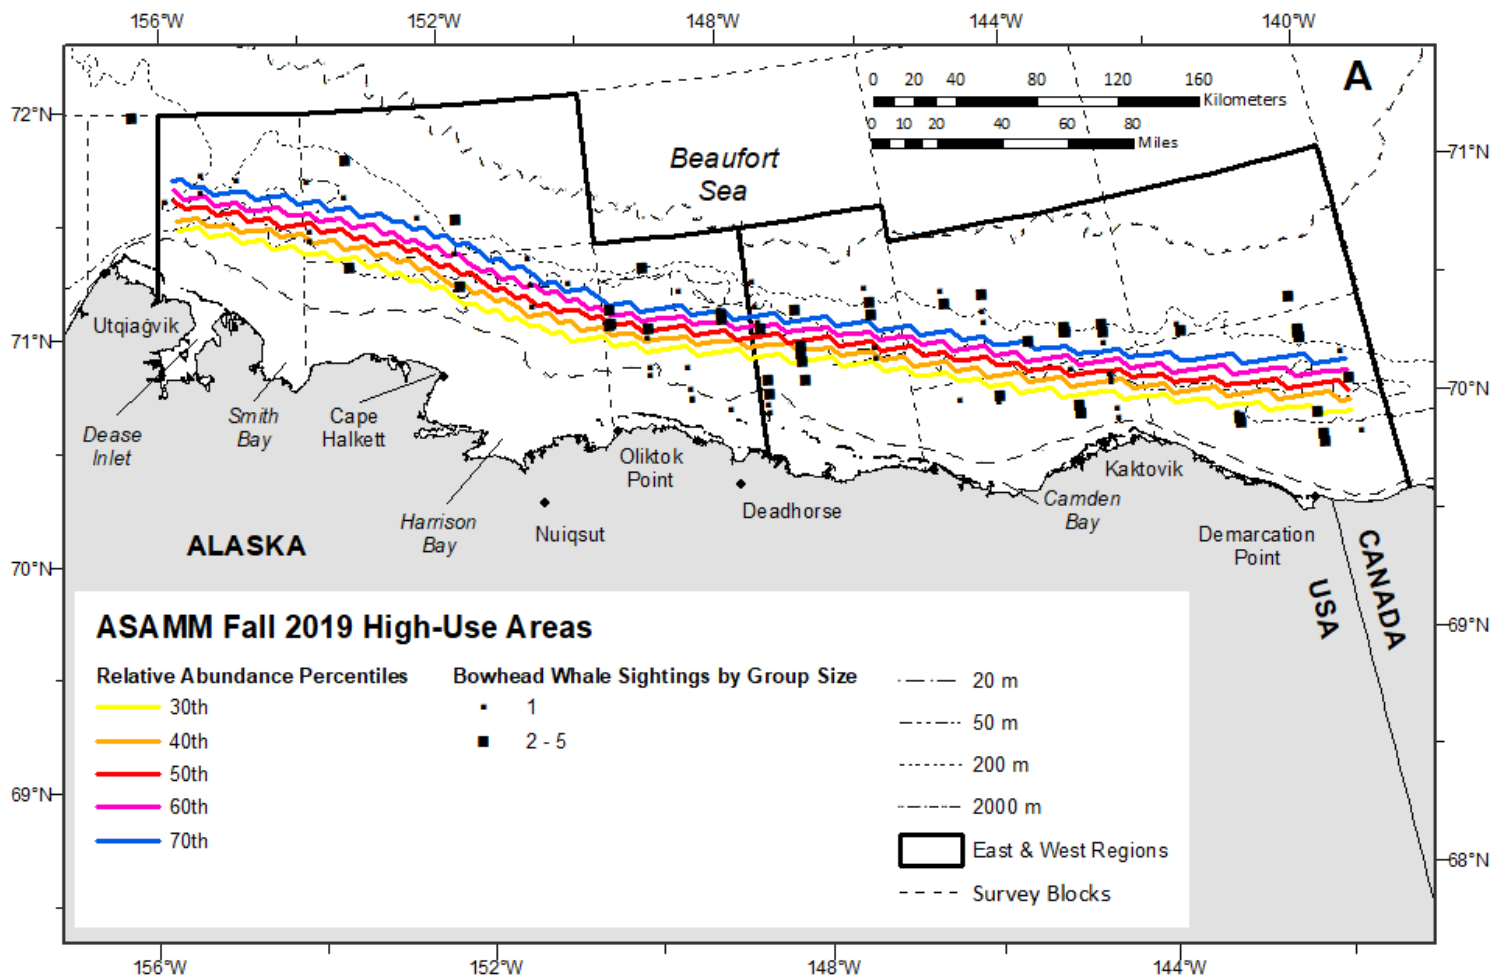 156°W 152°W 148°W 144°W 140°W
A
0 20 40 80 120 160
Kilometers
0 10 20 40 60 80
Miles
72°N
71°N
Beaufort
Sea
Utqiaġvik
71°N
70°N
Dease
Inlet
Smith
Bay
Cape
Halkett
Harrison
Bay
Oliktok
Point
Nuiqsut
Deadhorse
Kaktovik
Camden
Bay
Demarcation
Point
ALASKA
CANADA
USA
70°N
69°N
69°N
68°N
ASAMM Fall 2019 High-Use Areas
Relative Abundance Percentiles
30th
40th
50th
60th
70th
Bowhead Whale Sightings by Group Size
1
2 - 5
20 m
50 m
200 m
2000 m
East & West Regions
Survey Blocks
156°W 152°W 148°W 144°W